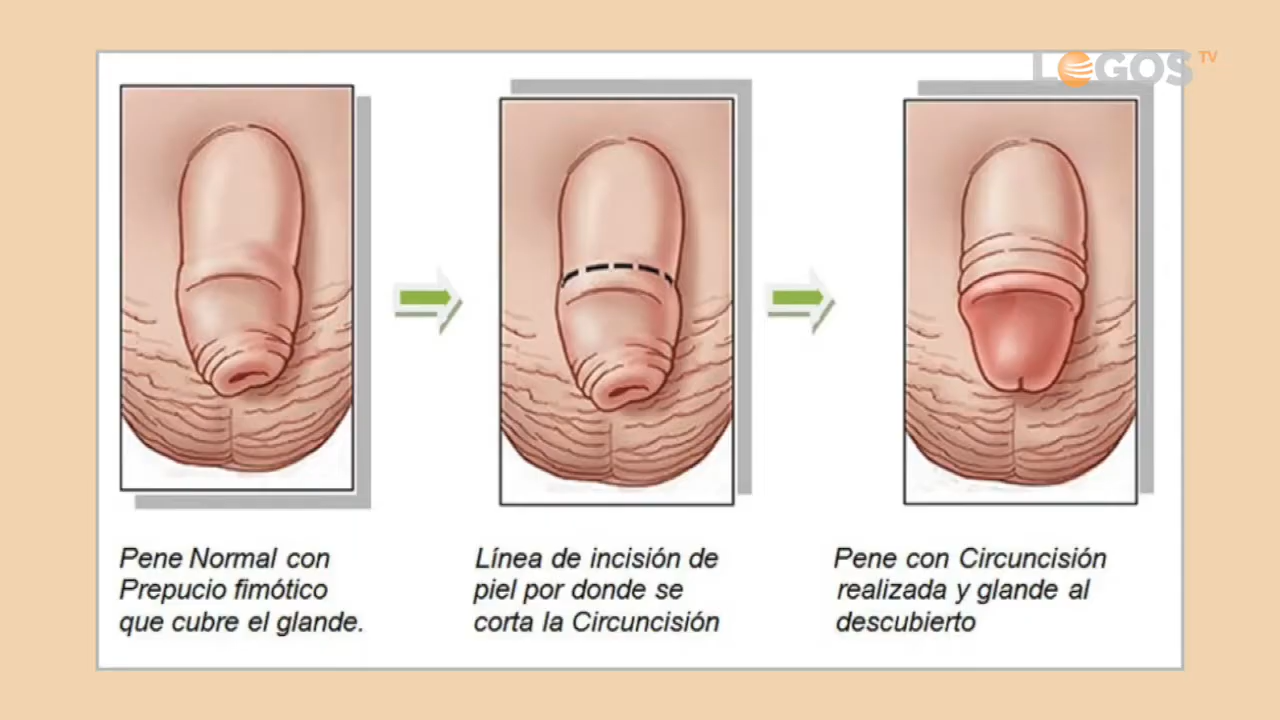 LOGOS TV
Pene Normal con
Prepucio fimótico
que cubre el glande.
Línea de incisión de
piel por donde se
corta la Circuncisión
Pene con Circuncisión
realizada y glande al
descubierto